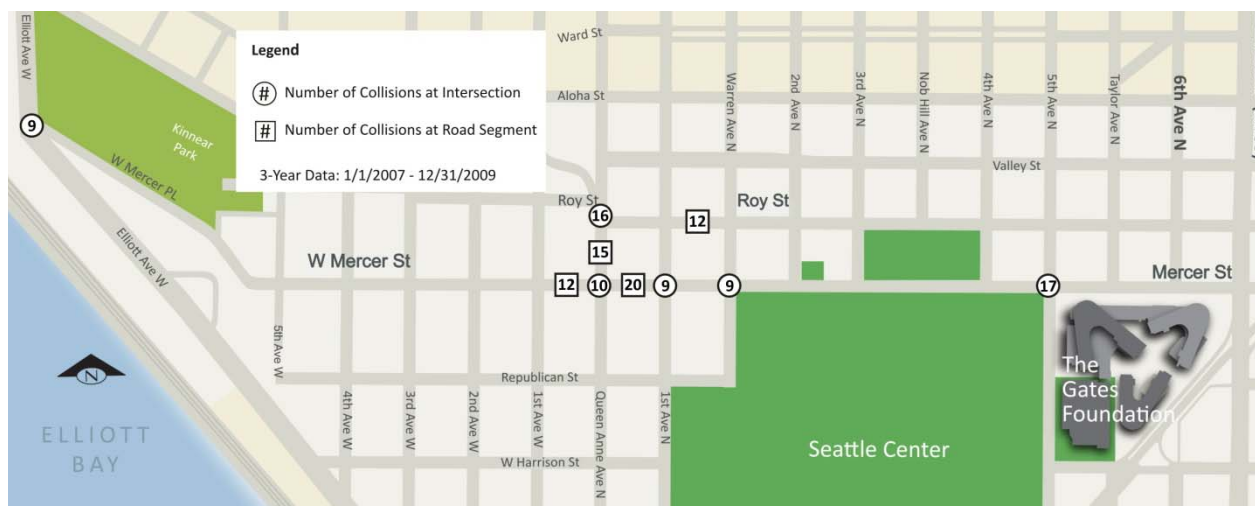 Elliott Ave W
Legend
# Number of Collisions at Intersection
# Number of Collisions at Road Segment
3-Year Data: 1/1/2007 - 12/31/2009
Ward St
Aloha St
Warren Ave N
2nd Ave N
3rd Ave N
Nob Hill Ave N
4th Ave N
5th Ave N
Taylor Ave N
6th Ave N
9
Kinnear
Park
W Mercer PL
Valley St
Roy St
Roy St
16
12
15
Elliott Ave W
W Mercer St
Mercer St
12
10
20
9
9
17
5th Ave W
N
Republican St
4th Ave W
3rd Ave W
2nd Ave W
1st Ave W
Queen Anne Ave N
1st Ave N
The
Gates
Foundation
ELLIOTT
BAY
Seattle Center
W Harrison St